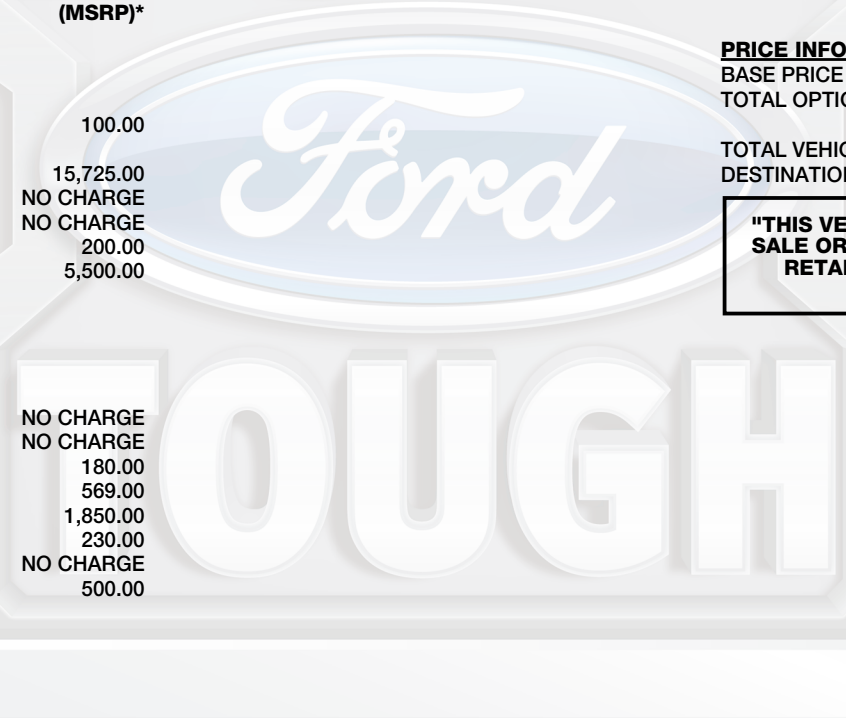 (MSRP)*
100.00
15,725.00
NO CHARGE
NO CHARGE
200.00
5,500.00
NO CHARGE
NO CHARGE
180.00
569.00
1,850.00
230.00
NO CHARGE
500.00
PRICE INFO
BASE PRICE
TOTAL OPTIO
TOTAL VEHIC
DESTINATION
"THIS VE
SALE OR
RETAI
Ford
TOUGH